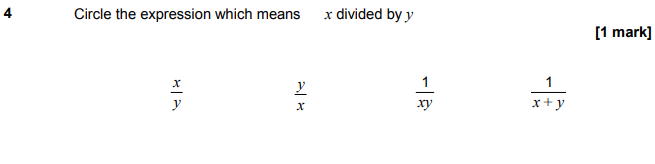 4 Circle the expression which means x divided by y
[1 mark]
x/y y/x 1/xy 1/(x + y)